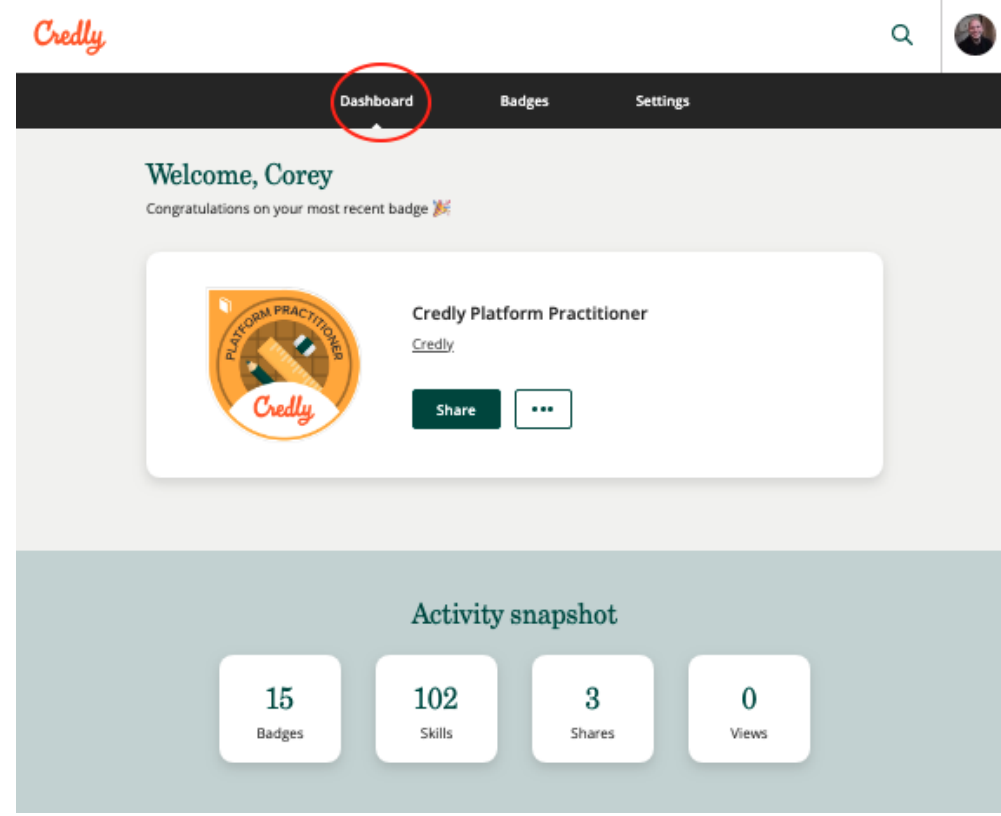 Credly
Dashboard Badges Settings
Welcome, Corey
Congratulations on your most recent badge 🎉
PLATFORM PRACTITIONER
Credly
Credly Platform Practitioner
Credly
Share •••
Activity snapshot
15 102 3 0
Badges Skills Shares Views